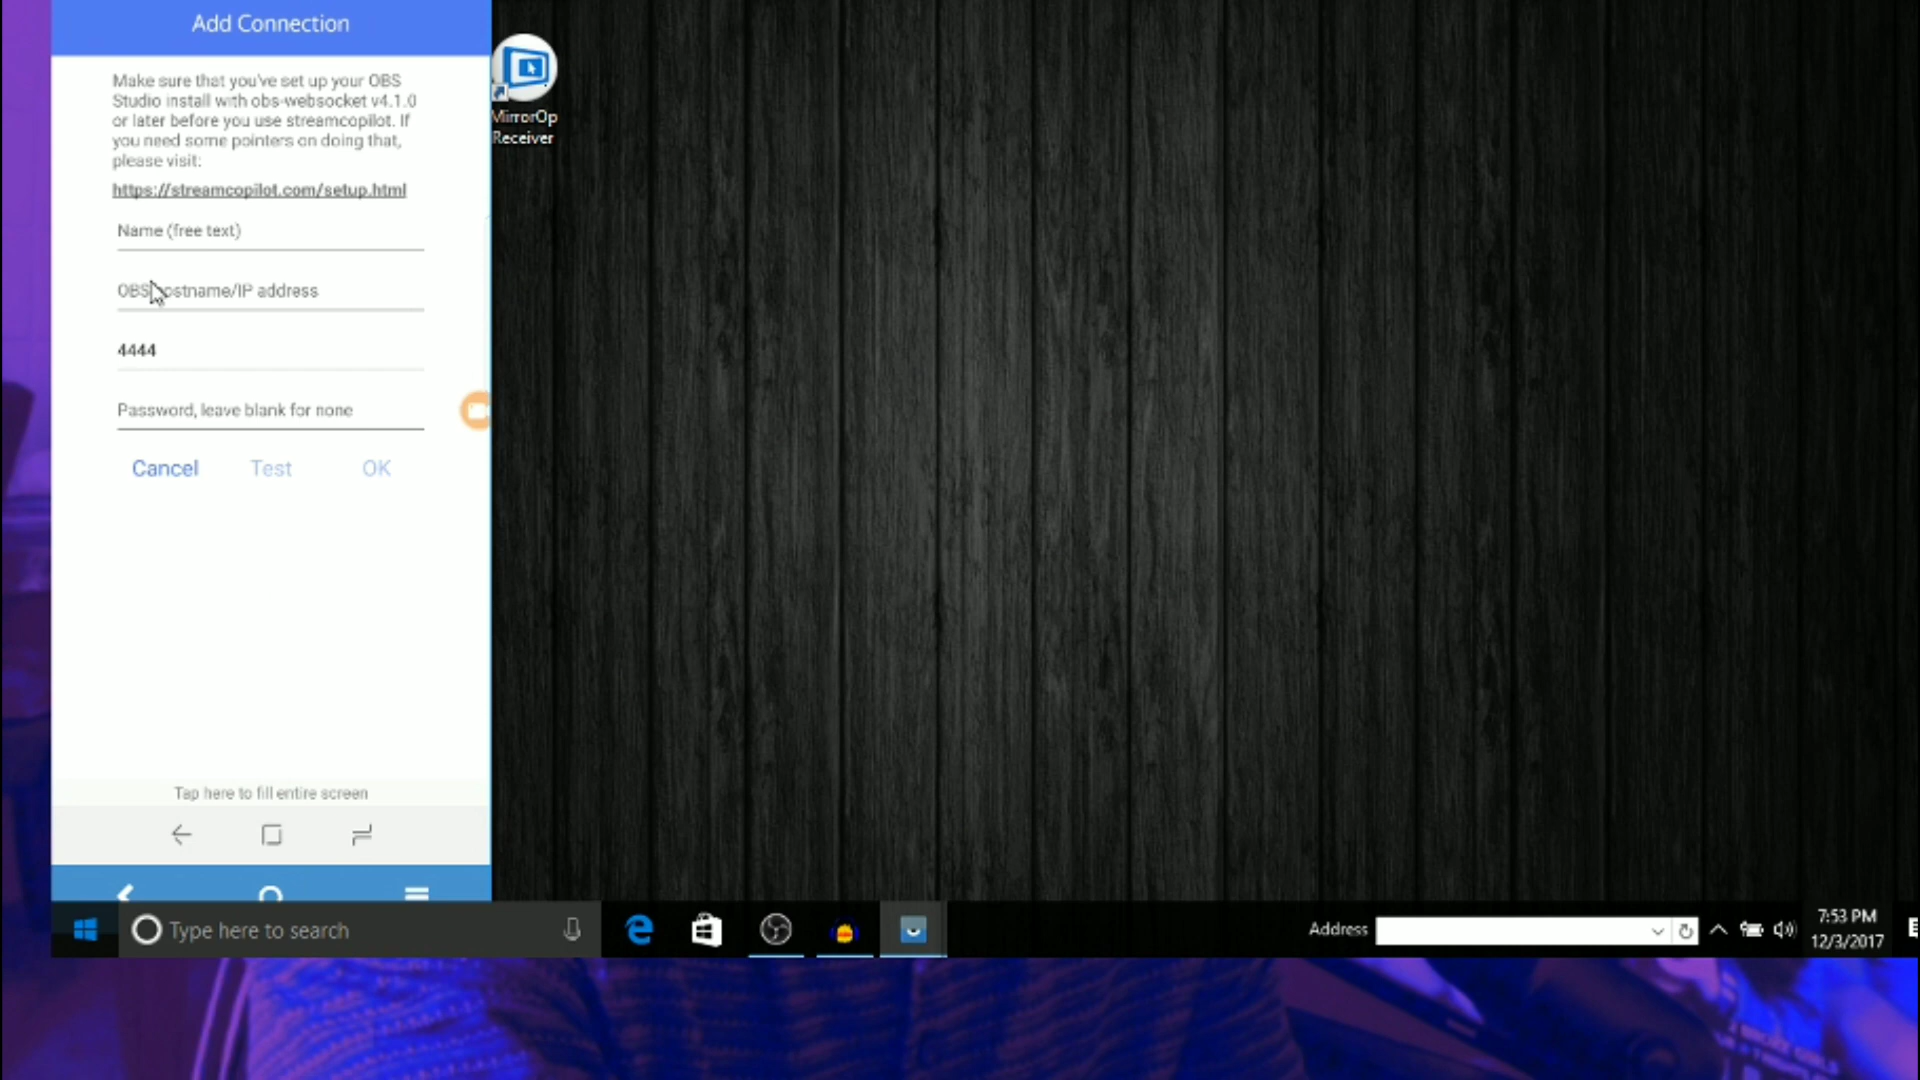 Add Connection
Make sure that you've set up your OBS
Studio install with obs-websocket v4.1.0
or later before you use streamcopilot. If
you need some pointers on doing that,
please visit:
https://streamcopilot.com/setup.html
Name (free text)
OBS hostname/IP address
4444
Password, leave blank for none
Cancel Test OK
Tap here to fill entire screen
MirrorOp
Receiver
Type here to search
Address
7:53 PM
12/3/2017